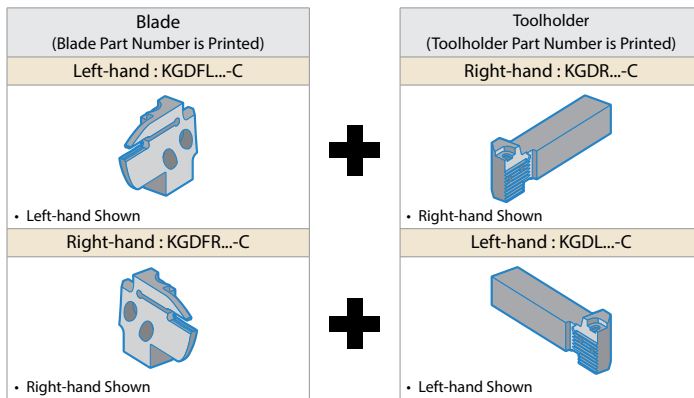 Blade
(Blade Part Number is Printed)
Left-hand : KGDFL...-C
• Left-hand Shown
Right-hand : KGDFR...-C
• Right-hand Shown
Toolholder
(Toolholder Part Number is Printed)
Right-hand : KGDR...-C
• Right-hand Shown
Left-hand : KGDL...-C
• Left-hand Shown